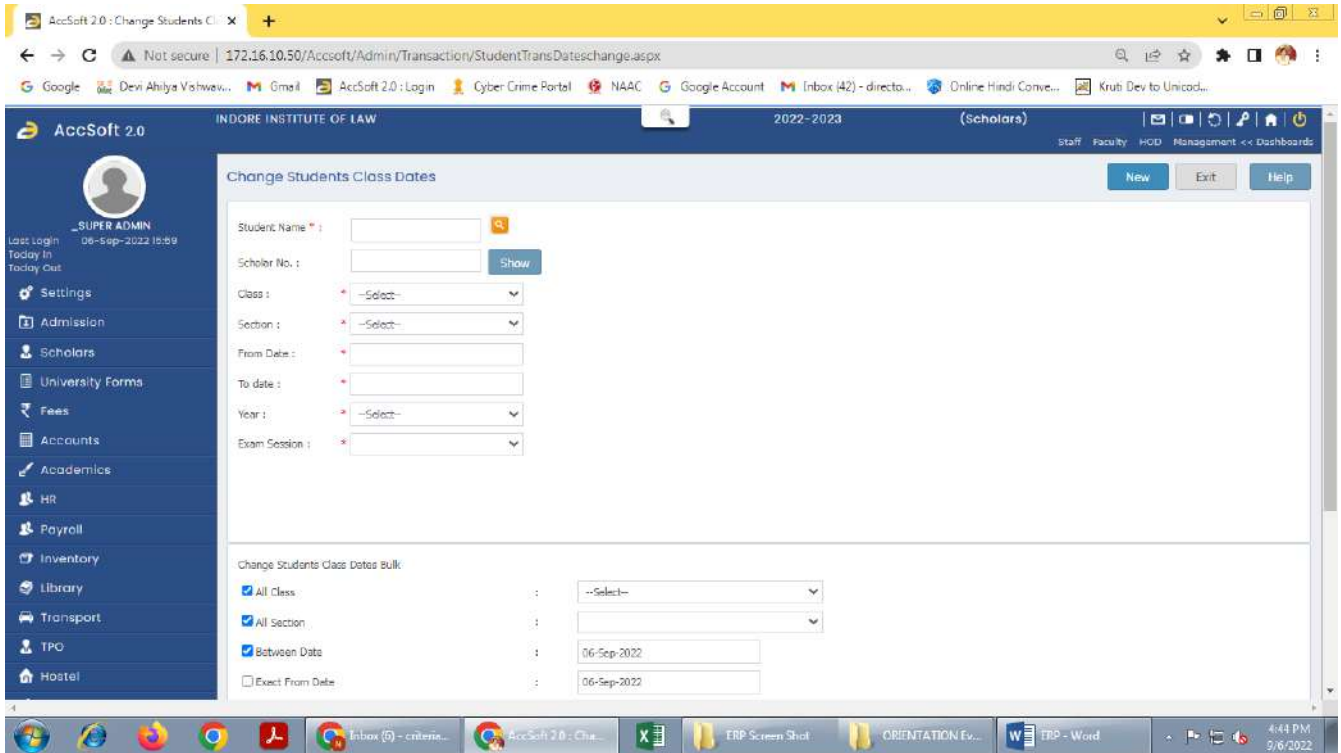 AccSoft 2.0 : Change Students Cl
Not secure | 172.16.10.50/Accsoft/Admin/Transaction/StudentTransDateschange.aspx
Google Devi Ahilya Vishwav... Gmail AccSoft 2.0 : Login Cyber Crime Portal NAAC Google Account Inbox (42) - directo... Online Hindi Conve... Kruti Dev to Unicod...
AccSoft 2.0
INDORE INSTITUTE OF LAW 2022-2023 (Scholars)
Staff Faculty HOD Management << Dashboards
Change Students Class Dates New Exit Help
_SUPER ADMIN
Last Login 06-Sep-2022 15:59
Today In
Today Out
Settings
Admission
Scholars
University Forms
Fees
Accounts
Academics
HR
Payroll
Inventory
Library
Transport
TPO
Hostel
Student Name * :
Scholar No. : Show
Class : * --Select--
Section : * --Select--
From Date : *
To date : *
Year : * --Select--
Exam Session : *
Change Students Class Dates Bulk
All Class : --Select--
All Section :
Between Date : 06-Sep-2022
Exact From Date : 06-Sep-2022
Inbox (6) - criteria... AccSoft 2.0 : Cha... ERP Screen Shot ORIENTATION Ev... ERP - Word
4:44 PM
9/6/2022